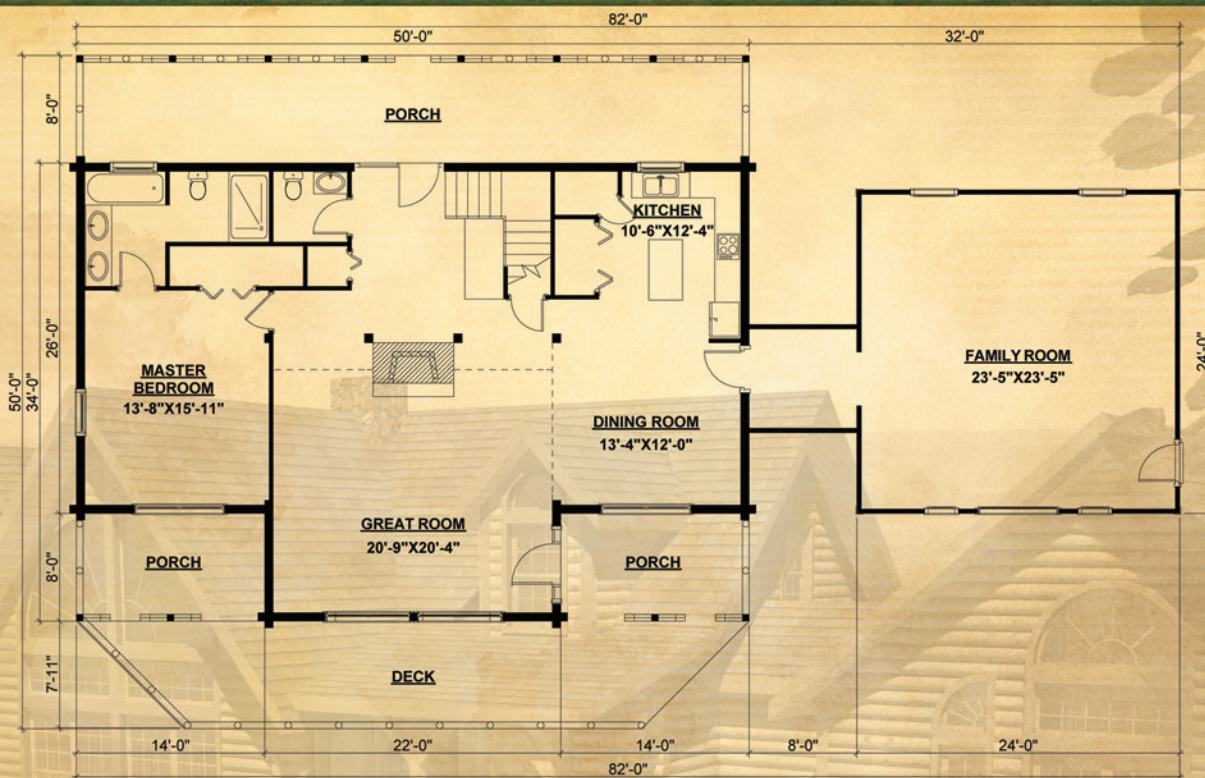 82'-0"
50'-0"
32'-0"
8'-0"
PORCH
KITCHEN
10'-6"X12'-4"
26'-0"
50'-0"
34'-0"
24'-0"
MASTER
BEDROOM
13'-8"X15'-11"
FAMILY ROOM
23'-5"X23'-5"
DINING ROOM
13'-4"X12'-0"
GREAT ROOM
20'-9"X20'-4"
8'-0"
PORCH
PORCH
7'-11"
DECK
14'-0"
22'-0"
14'-0"
8'-0"
24'-0"
82'-0"